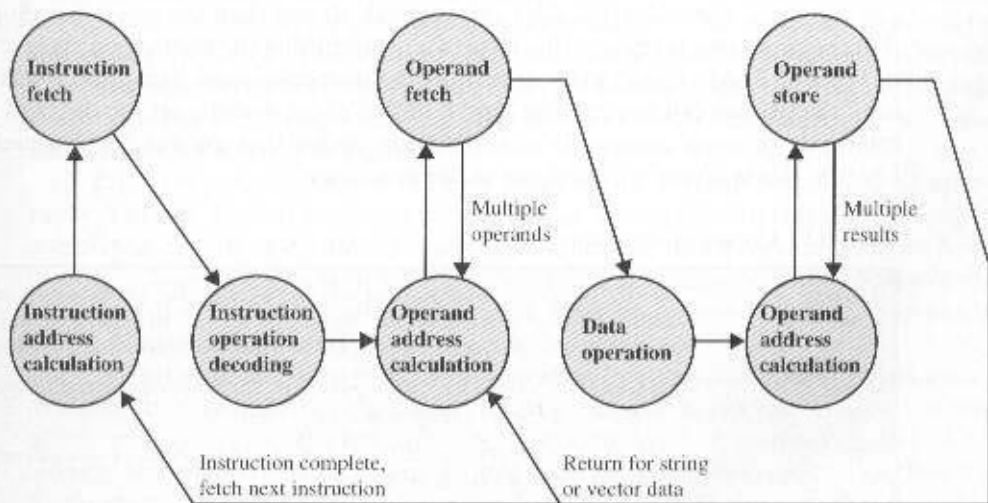 Instruction
fetch
Operand
fetch
Operand
store
Multiple
operands
Multiple
results
Instruction
address
calculation
Instruction
operation
decoding
Operand
address
calculation
Data
operation
Operand
address
calculation
Instruction complete,
fetch next instruction
Return for string
or vector data